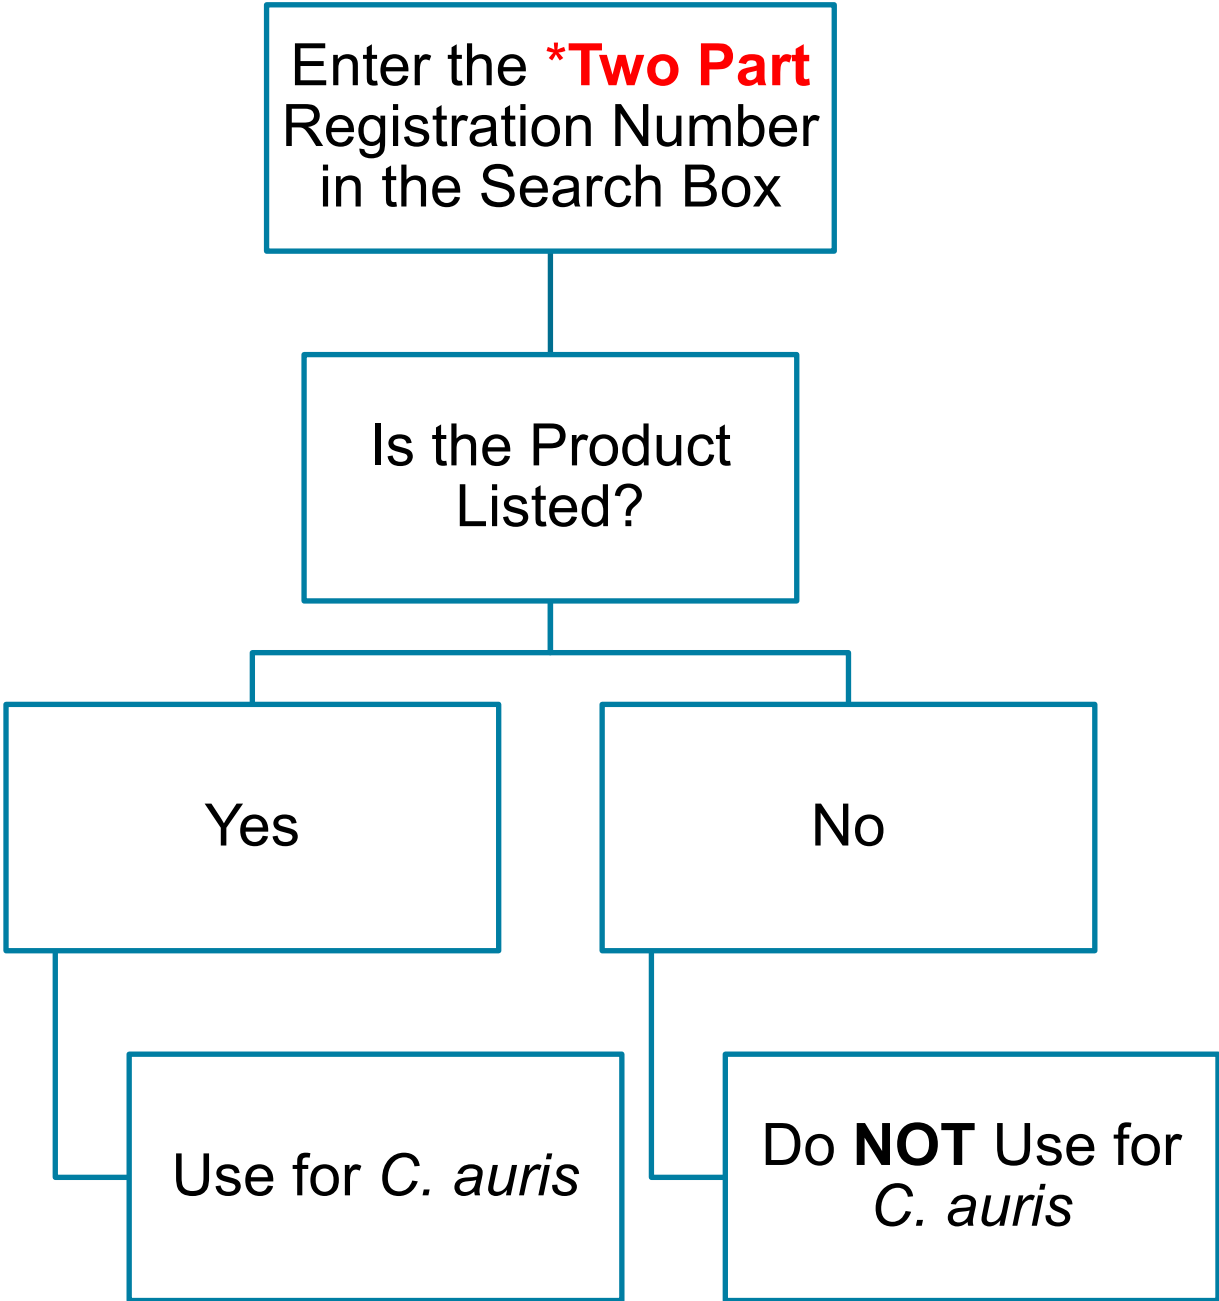 Enter the *Two Part
Registration Number
in the Search Box
Is the Product
Listed?
Yes
No
Use for C. auris
Do NOT Use for
C. auris